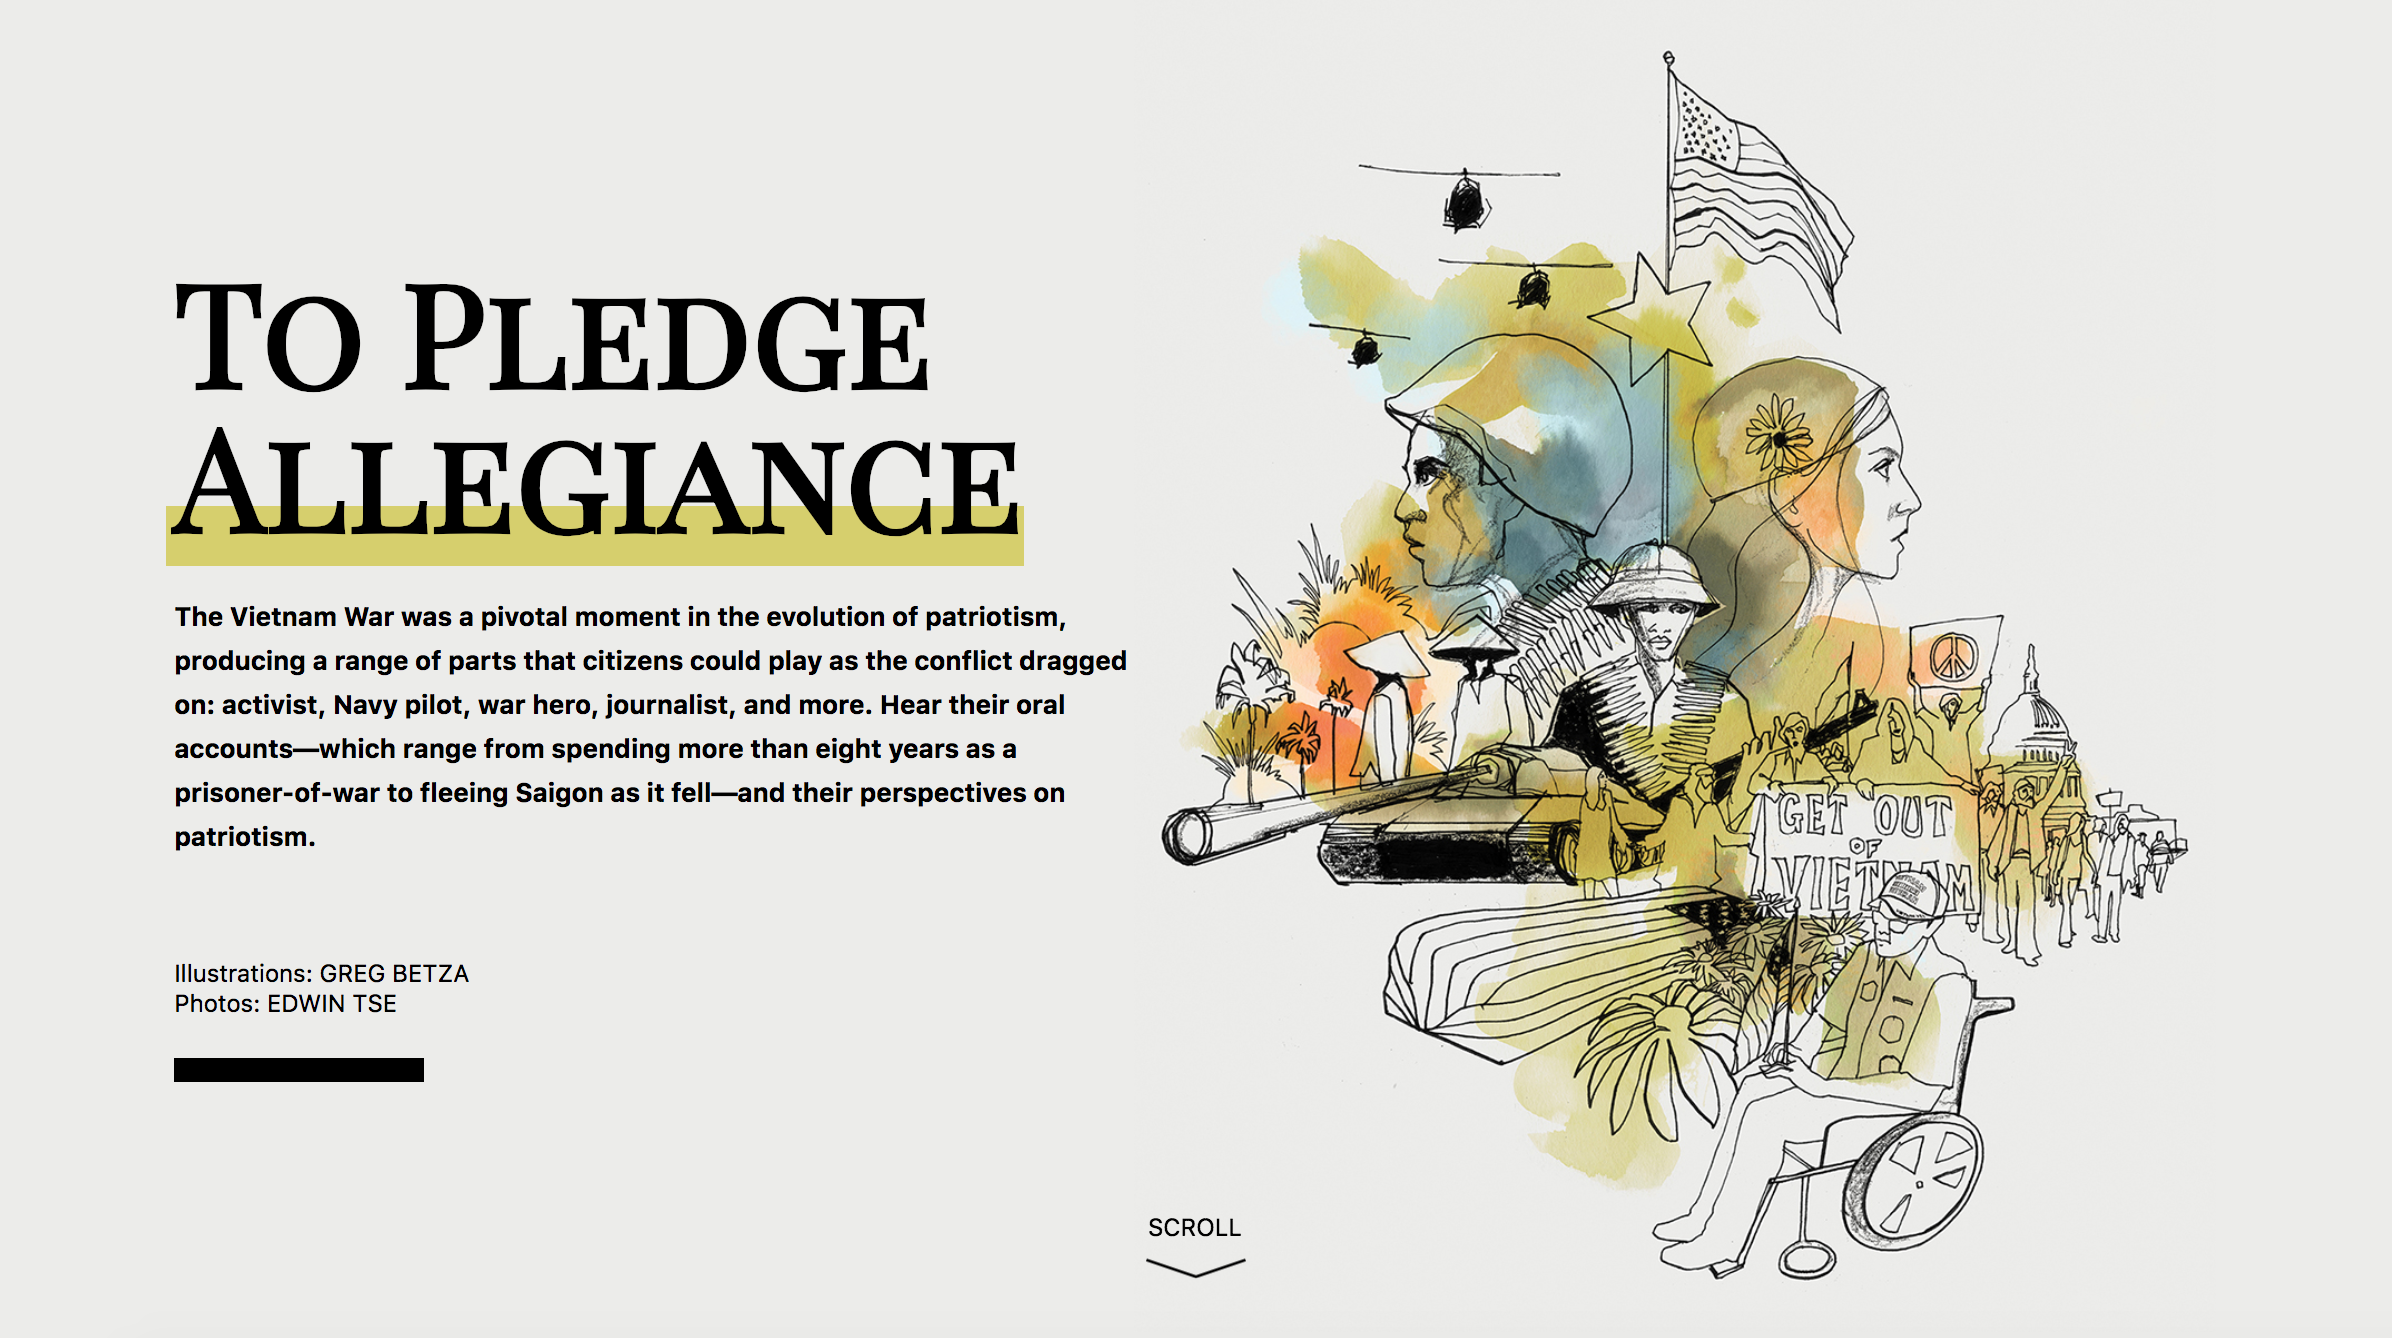 TO PLEDGE
ALLEGIANCE
The Vietnam War was a pivotal moment in the evolution of patriotism,
producing a range of parts that citizens could play as the conflict dragged
on: activist, Navy pilot, war hero, journalist, and more. Hear their oral
accounts—which range from spending more than eight years as a
prisoner-of-war to fleeing Saigon as it fell—and their perspectives on
patriotism.
Illustrations: GREG BETZA
Photos: EDWIN TSE
GET OUT
OF
VIETNAM
SCROLL